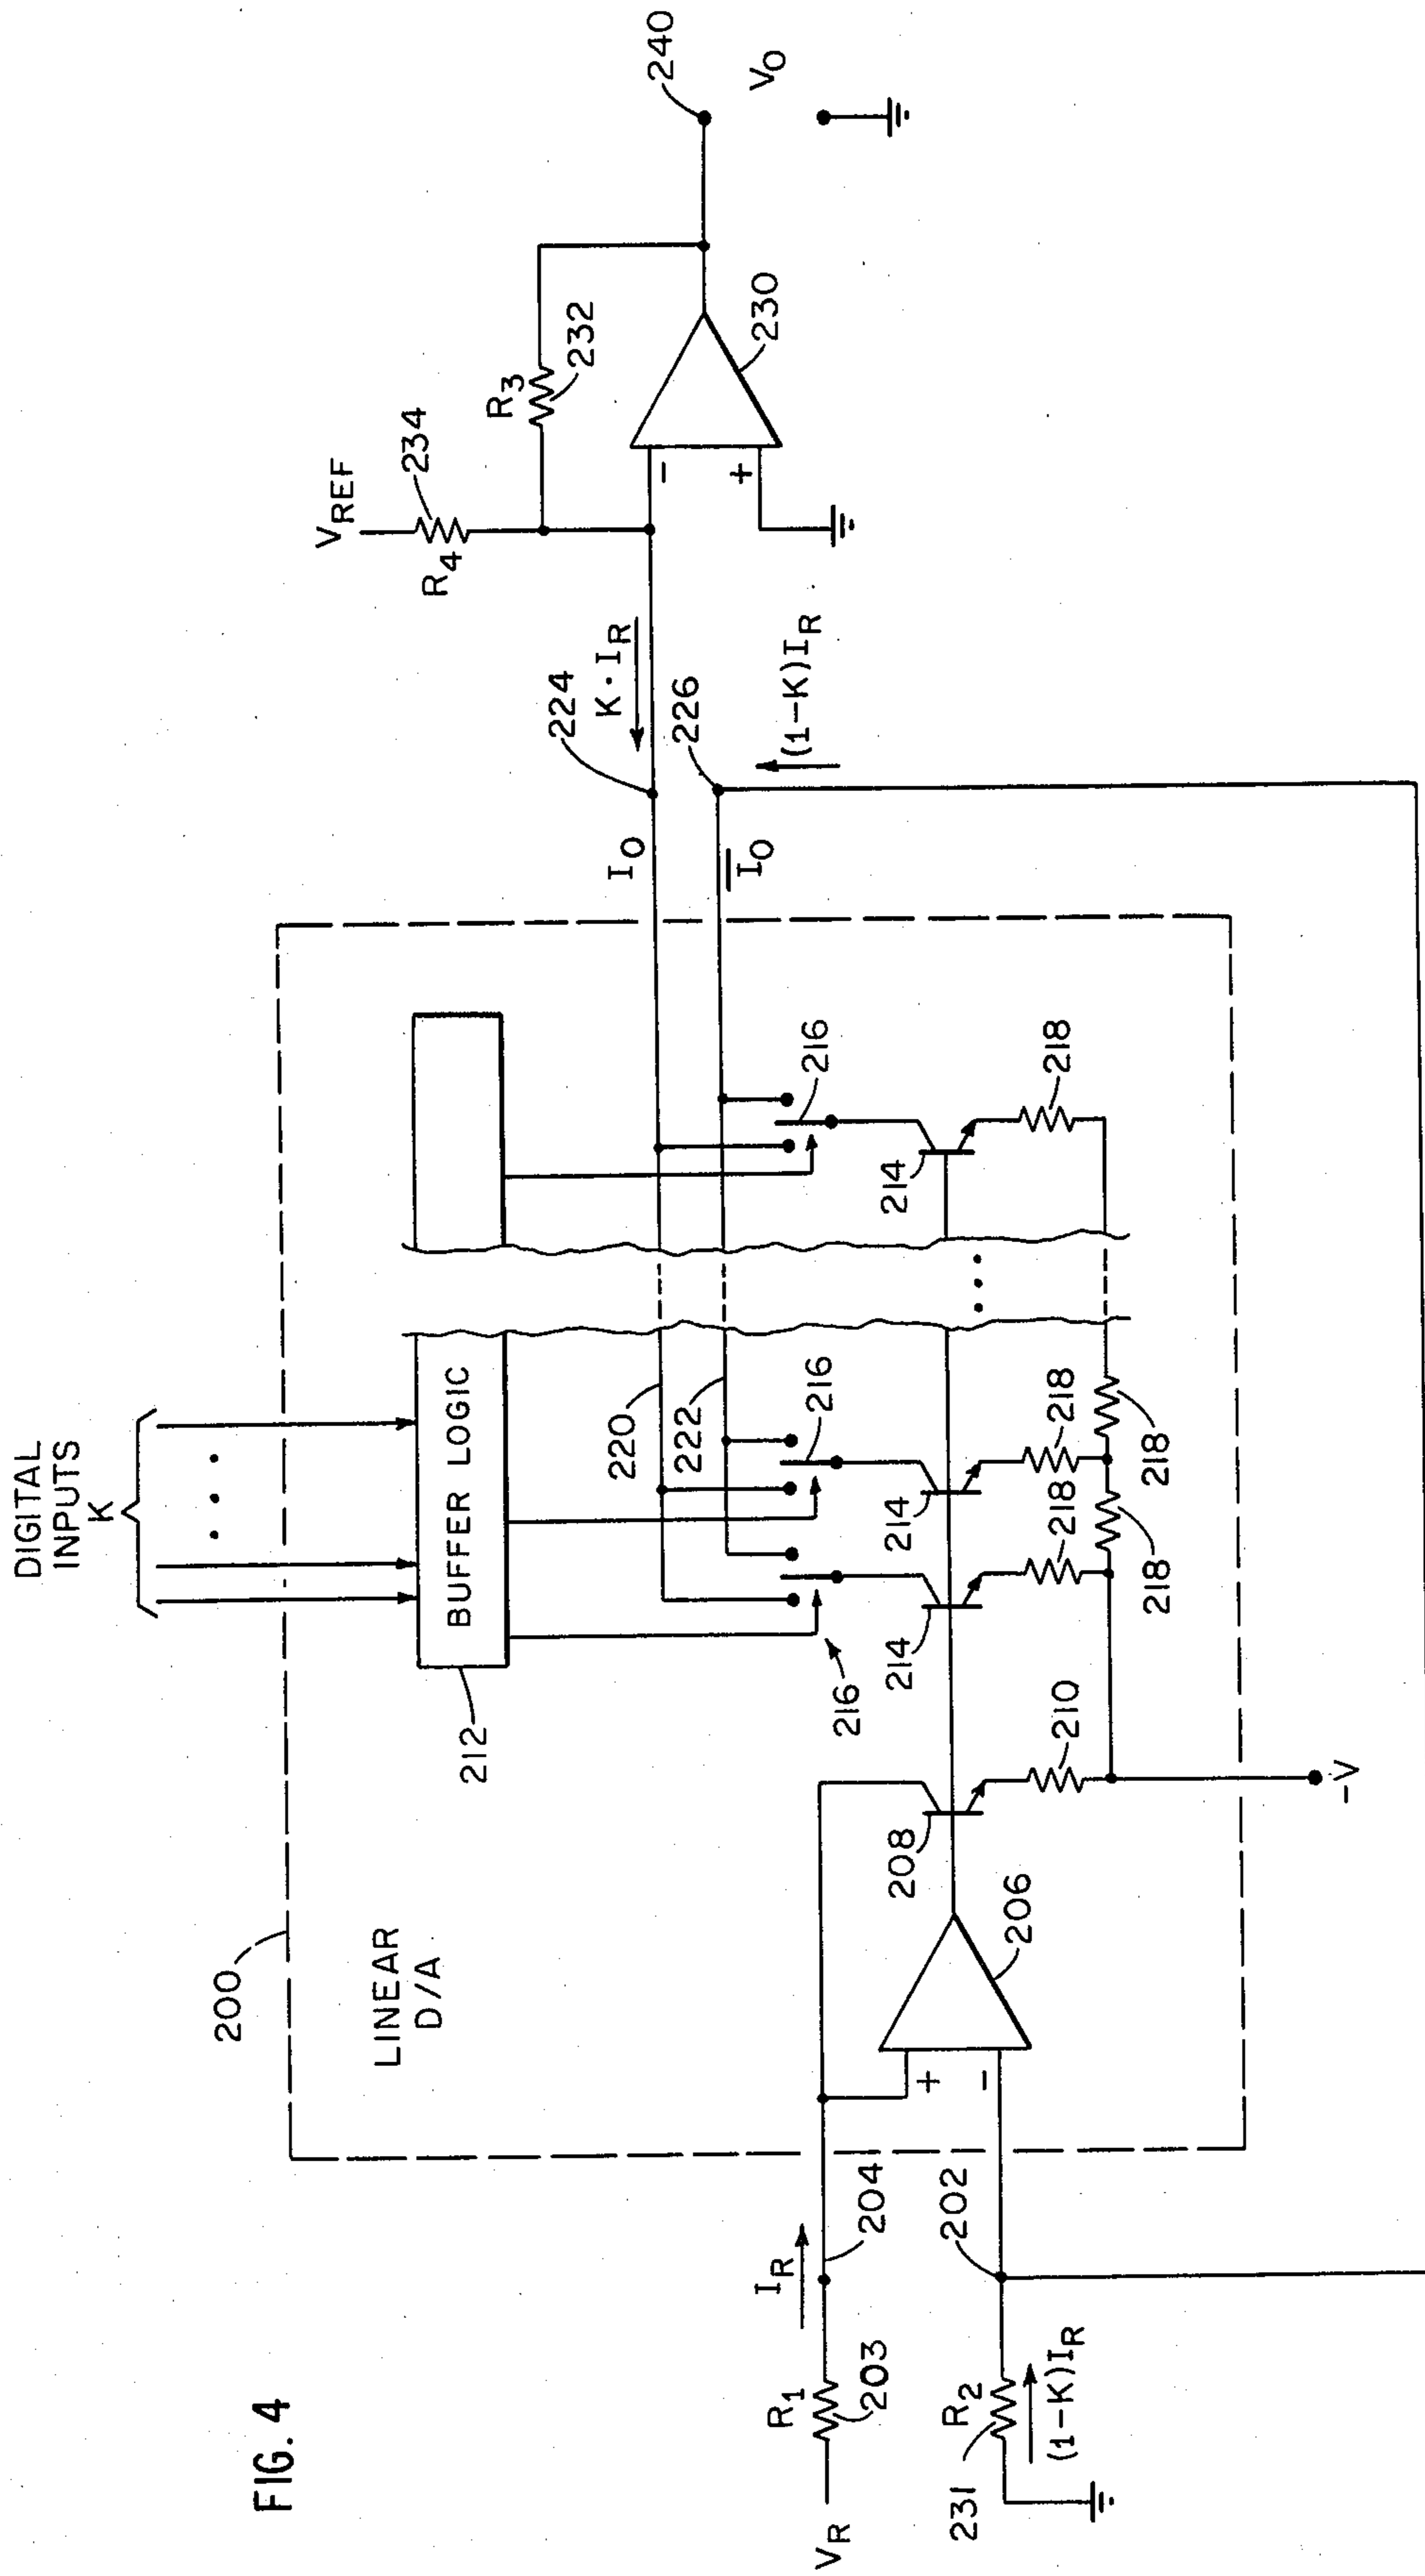 FIG. 4
DIGITAL
INPUTS
K
200
LINEAR
D/A
212
BUFFER LOGIC
220
222
216
216
216
214
214
214
218
218
218
218
218
208
210
206
+
-
-V
VR
R1
203
IR
204
202
R2
231
(1-K)IR
IO
IO
224
226
K·IR
(1-K)IR
VREF
234
R4
R3
232
-
+
230
240
VO